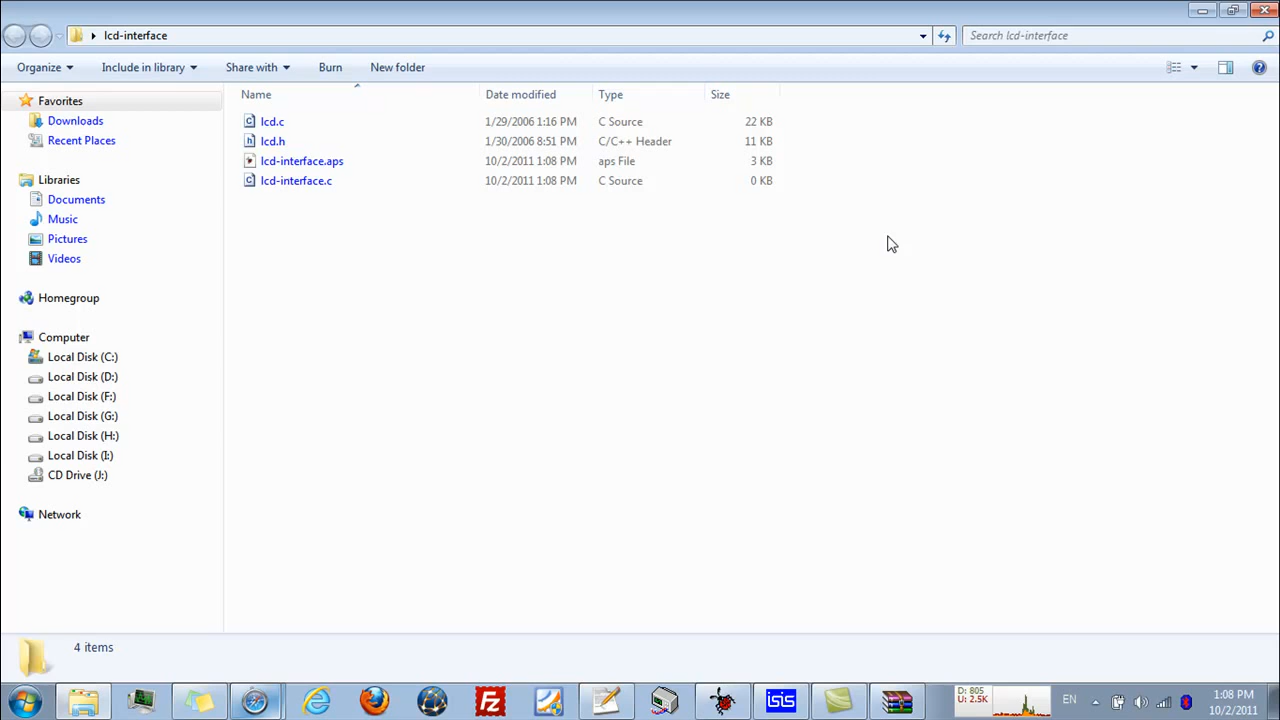 lcd-interface
Search lcd-interface
Organize Include in library Share with Burn New folder
Name Date modified Type Size
Favorites
Downloads
Recent Places
Libraries
Documents
Music
Pictures
Videos
Homegroup
Computer
Local Disk (C:)
Local Disk (D:)
Local Disk (F:)
Local Disk (G:)
Local Disk (H:)
Local Disk (I:)
CD Drive (J:)
Network
lcd.c 1/29/2006 1:16 PM C Source 22 KB
lcd.h 1/30/2006 8:51 PM C/C++ Header 11 KB
lcd-interface.aps 10/2/2011 1:08 PM aps File 3 KB
lcd-interface.c 10/2/2011 1:08 PM C Source 0 KB
4 items
isis
D: 805
U: 2.5K
EN
1:08 PM
10/2/2011